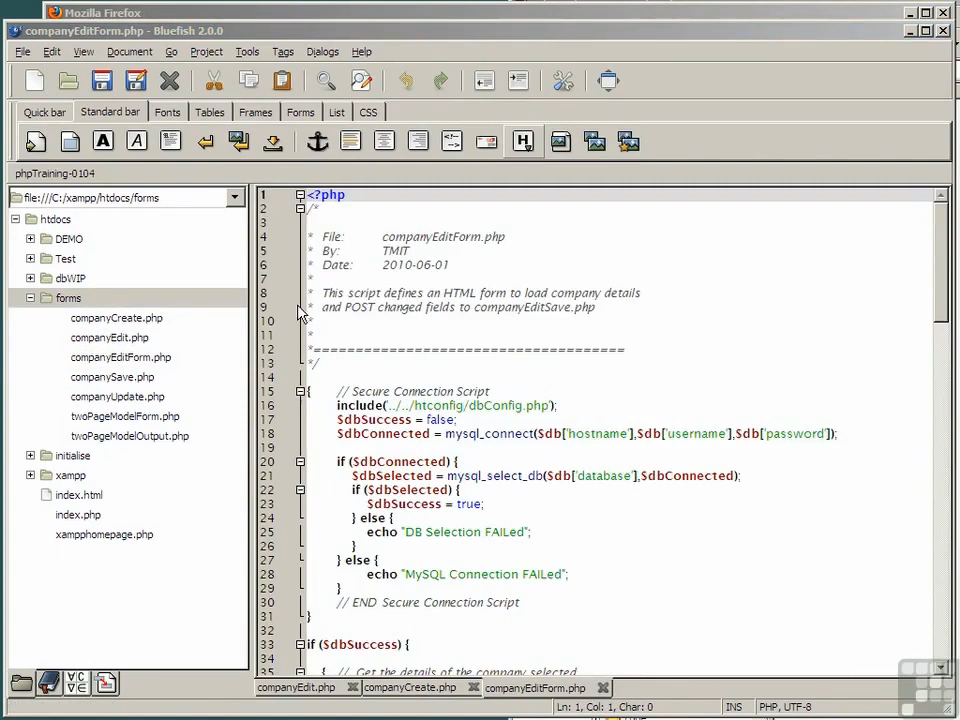 Mozilla Firefox
companyEditForm.php - Bluefish 2.0.0
File Edit View Document Go Project Tools Tags Dialogs Help
Quick bar Standard bar Fonts Tables Frames Forms List CSS
phpTraining-0104
file:///C:/xampp/htdocs/forms
htdocs
DEMO
Test
dbWIP
forms
companyCreate.php
companyEdit.php
companyEditForm.php
companySave.php
companyUpdate.php
twoPageModelForm.php
twoPageModelOutput.php
initialise
xampp
index.html
index.php
xampphomepage.php
1 <?php
2 /*
3
4 * File: companyEditForm.php
5 * By: TMIT
6 * Date: 2010-06-01
7 *
8 * This script defines an HTML form to load company details
9 * and POST changed fields to companyEditSave.php
10 *
11 *
12 *=====================================
13 */
14
15 { // Secure Connection Script
16 include('../../htconfig/dbConfig.php');
17 $dbSuccess = false;
18 $dbConnected = mysql_connect($db['hostname'],$db['username'],$db['password']);
19
20 if ($dbConnected) {
21 $dbSelected = mysql_select_db($db['database'],$dbConnected);
22 if ($dbSelected) {
23 $dbSuccess = true;
24 } else {
25 echo "DB Selection FAILed";
26 }
27 } else {
28 echo "MySQL Connection FAILed";
29 }
30 // END Secure Connection Script
31 }
32
33 if ($dbSuccess) {
34
35 { // Get the details of the company selected
companyEdit.php companyCreate.php companyEditForm.php
Ln: 1, Col: 1, Char: 0 INS PHP, UTF-8